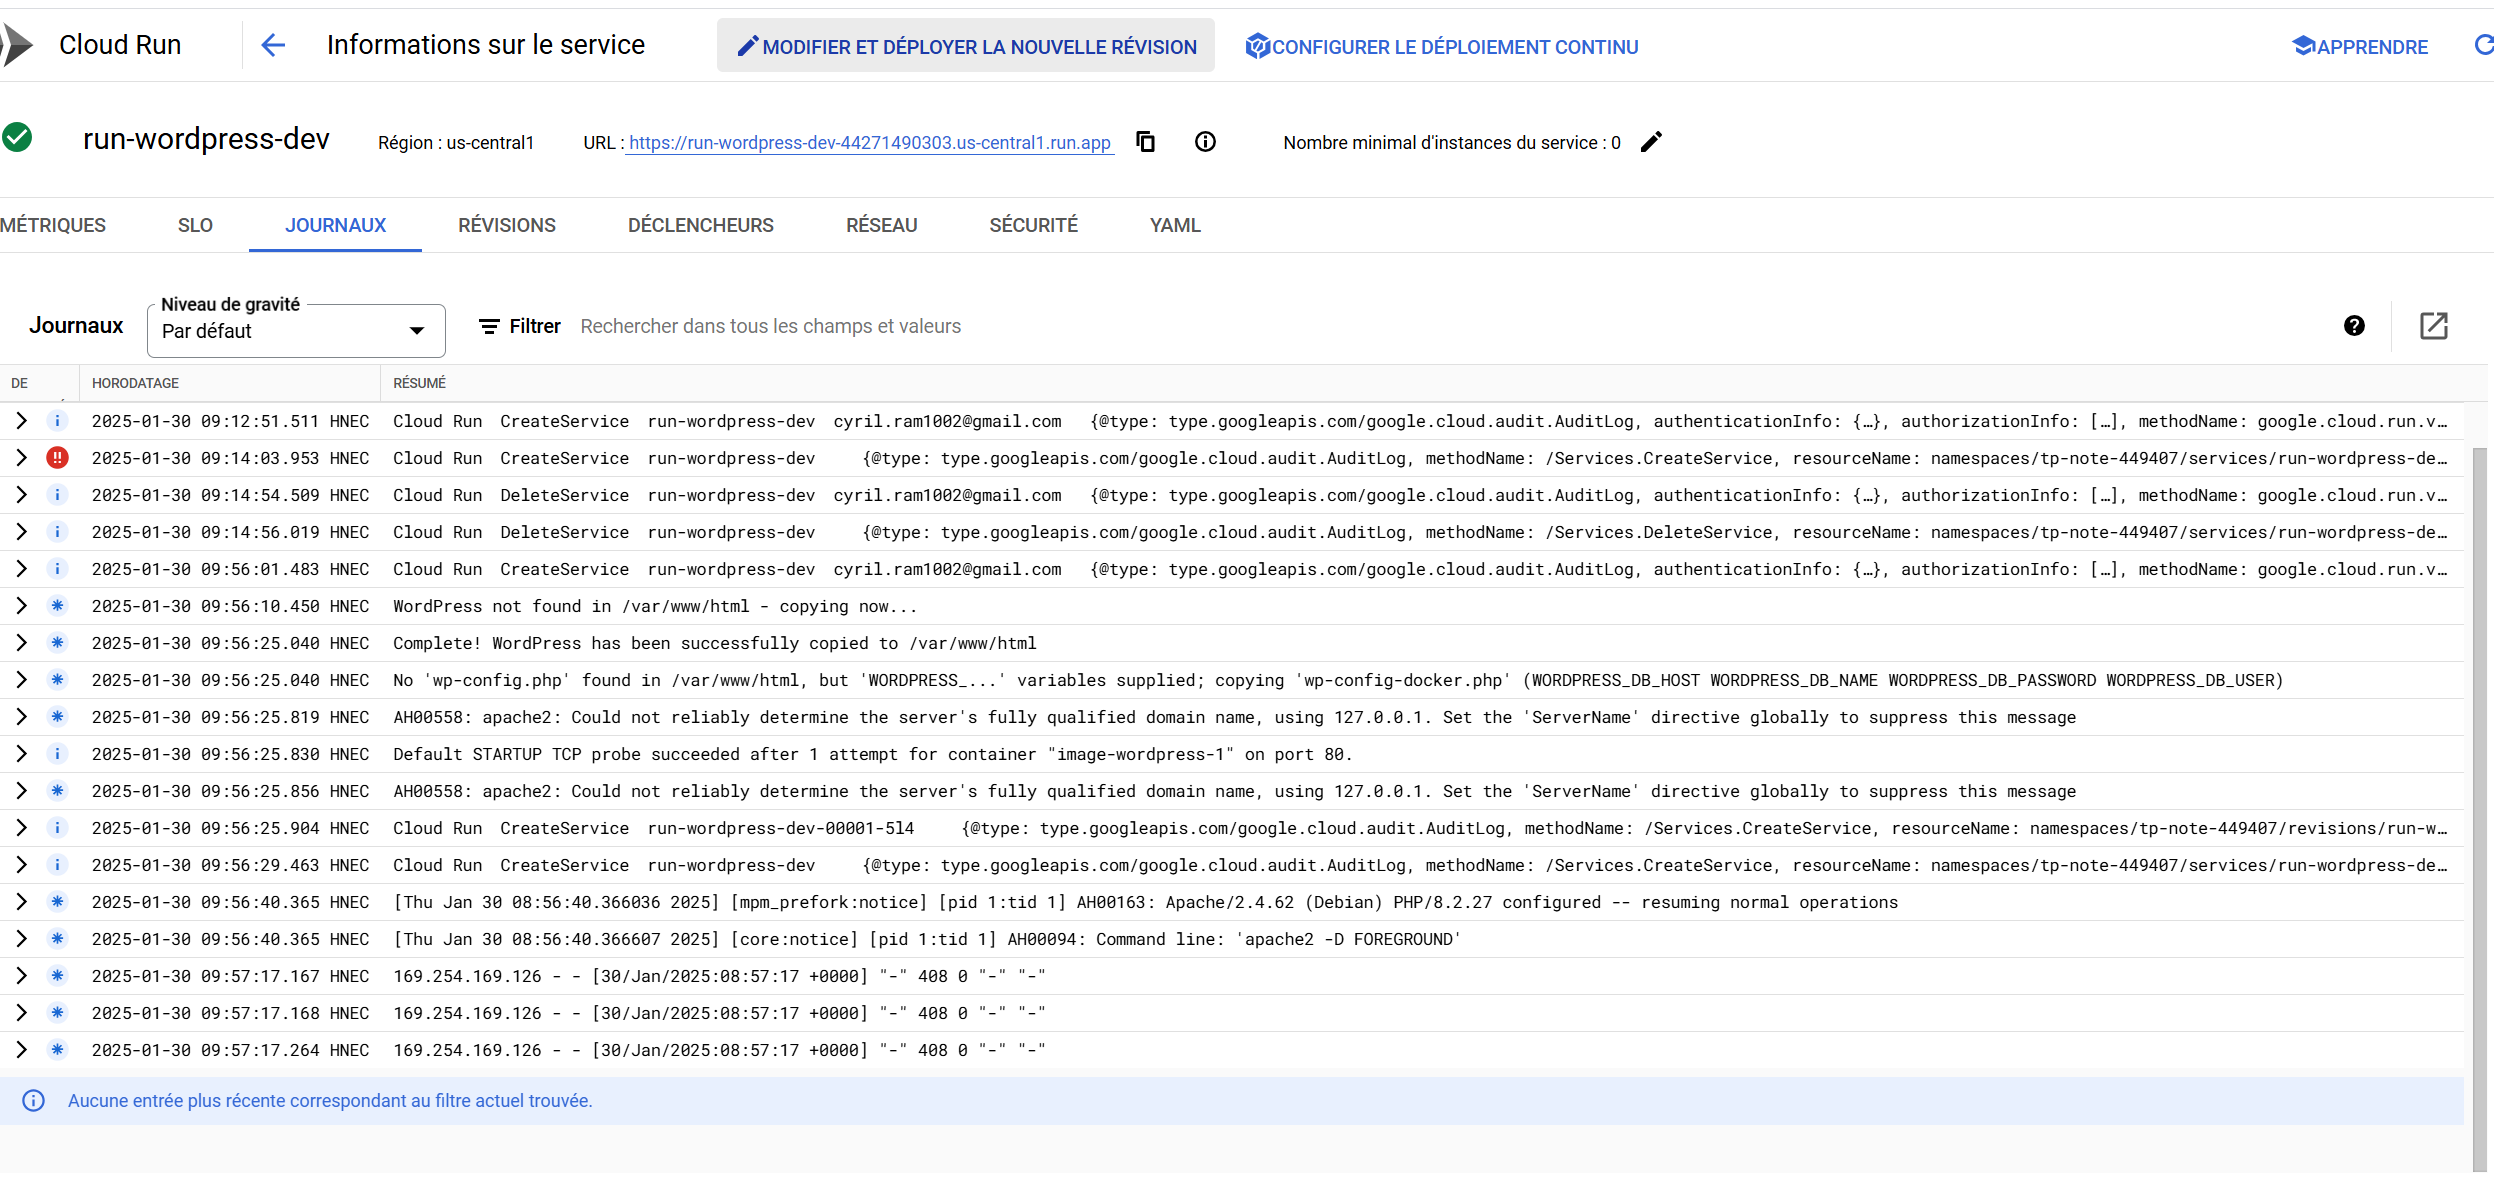 Cloud Run
Informations sur le service
MODIFIER ET DÉPLOYER LA NOUVELLE RÉVISION
CONFIGURER LE DÉPLOIEMENT CONTINU
APPRENDRE
run-wordpress-dev
Région : us-central1
URL : https://run-wordpress-dev-44271490303.us-central1.run.app
Nombre minimal d'instances du service : 0
MÉTRIQUES SLO JOURNAUX RÉVISIONS DÉCLENCHEURS RÉSEAU SÉCURITÉ YAML
Journaux
Niveau de gravité
Par défaut
Filtrer
Rechercher dans tous les champs et valeurs
DE HORODATAGE RÉSUMÉ
2025-01-30 09:12:51.511 HNEC Cloud Run CreateService run-wordpress-dev cyril.ram1002@gmail.com {@type: type.googleapis.com/google.cloud.audit.AuditLog, authenticationInfo: {…}, authorizationInfo: […], methodName: google.cloud.run.v…
2025-01-30 09:14:03.953 HNEC Cloud Run CreateService run-wordpress-dev {@type: type.googleapis.com/google.cloud.audit.AuditLog, methodName: /Services.CreateService, resourceName: namespaces/tp-note-449407/services/run-wordpress-de…
2025-01-30 09:14:54.509 HNEC Cloud Run DeleteService run-wordpress-dev cyril.ram1002@gmail.com {@type: type.googleapis.com/google.cloud.audit.AuditLog, authenticationInfo: {…}, authorizationInfo: […], methodName: google.cloud.run.v…
2025-01-30 09:14:56.019 HNEC Cloud Run DeleteService run-wordpress-dev {@type: type.googleapis.com/google.cloud.audit.AuditLog, methodName: /Services.DeleteService, resourceName: namespaces/tp-note-449407/services/run-wordpress-de…
2025-01-30 09:56:01.483 HNEC Cloud Run CreateService run-wordpress-dev cyril.ram1002@gmail.com {@type: type.googleapis.com/google.cloud.audit.AuditLog, authenticationInfo: {…}, authorizationInfo: […], methodName: google.cloud.run.v…
2025-01-30 09:56:10.450 HNEC WordPress not found in /var/www/html - copying now...
2025-01-30 09:56:25.040 HNEC Complete! WordPress has been successfully copied to /var/www/html
2025-01-30 09:56:25.040 HNEC No 'wp-config.php' found in /var/www/html, but 'WORDPRESS_...' variables supplied; copying 'wp-config-docker.php' (WORDPRESS_DB_HOST WORDPRESS_DB_NAME WORDPRESS_DB_PASSWORD WORDPRESS_DB_USER)
2025-01-30 09:56:25.819 HNEC AH00558: apache2: Could not reliably determine the server's fully qualified domain name, using 127.0.0.1. Set the 'ServerName' directive globally to suppress this message
2025-01-30 09:56:25.830 HNEC Default STARTUP TCP probe succeeded after 1 attempt for container "image-wordpress-1" on port 80.
2025-01-30 09:56:25.856 HNEC AH00558: apache2: Could not reliably determine the server's fully qualified domain name, using 127.0.0.1. Set the 'ServerName' directive globally to suppress this message
2025-01-30 09:56:25.904 HNEC Cloud Run CreateService run-wordpress-dev-00001-5l4 {@type: type.googleapis.com/google.cloud.audit.AuditLog, methodName: /Services.CreateService, resourceName: namespaces/tp-note-449407/revisions/run-w…
2025-01-30 09:56:29.463 HNEC Cloud Run CreateService run-wordpress-dev {@type: type.googleapis.com/google.cloud.audit.AuditLog, methodName: /Services.CreateService, resourceName: namespaces/tp-note-449407/services/run-wordpress-de…
2025-01-30 09:56:40.365 HNEC [Thu Jan 30 08:56:40.366036 2025] [mpm_prefork:notice] [pid 1:tid 1] AH00163: Apache/2.4.62 (Debian) PHP/8.2.27 configured -- resuming normal operations
2025-01-30 09:56:40.365 HNEC [Thu Jan 30 08:56:40.366607 2025] [core:notice] [pid 1:tid 1] AH00094: Command line: 'apache2 -D FOREGROUND'
2025-01-30 09:57:17.167 HNEC 169.254.169.126 - - [30/Jan/2025:08:57:17 +0000] "-" 408 0 "-" "-"
2025-01-30 09:57:17.168 HNEC 169.254.169.126 - - [30/Jan/2025:08:57:17 +0000] "-" 408 0 "-" "-"
2025-01-30 09:57:17.264 HNEC 169.254.169.126 - - [30/Jan/2025:08:57:17 +0000] "-" 408 0 "-" "-"
Aucune entrée plus récente correspondant au filtre actuel trouvée.